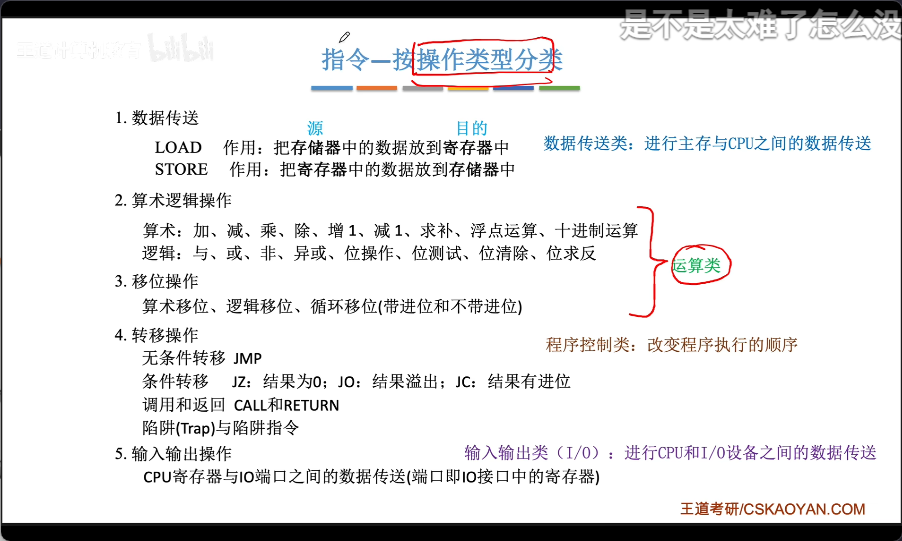 是不是太难了怎么没
bilibili
指令—按操作类型分类
1. 数据传送
源 目的
LOAD 作用：把存储器中的数据放到寄存器中
数据传送类：进行主存与CPU之间的数据传送
STORE 作用：把寄存器中的数据放到存储器中
2. 算术逻辑操作
算术：加、减、乘、除、增 1、减 1、求补、浮点运算、十进制运算
逻辑：与、或、非、异或、位操作、位测试、位清除、位求反
运算类
3. 移位操作
算术移位、逻辑移位、循环移位(带进位和不带进位)
4. 转移操作
程序控制类：改变程序执行的顺序
无条件转移 JMP
条件转移 JZ：结果为0；JO：结果溢出；JC：结果有进位
调用和返回 CALL和RETURN
陷阱(Trap)与陷阱指令
5. 输入输出操作
输入输出类（I/O）：进行CPU和I/O设备之间的数据传送
CPU寄存器与IO端口之间的数据传送(端口即IO接口中的寄存器)
王道考研/CSKAOYAN.COM